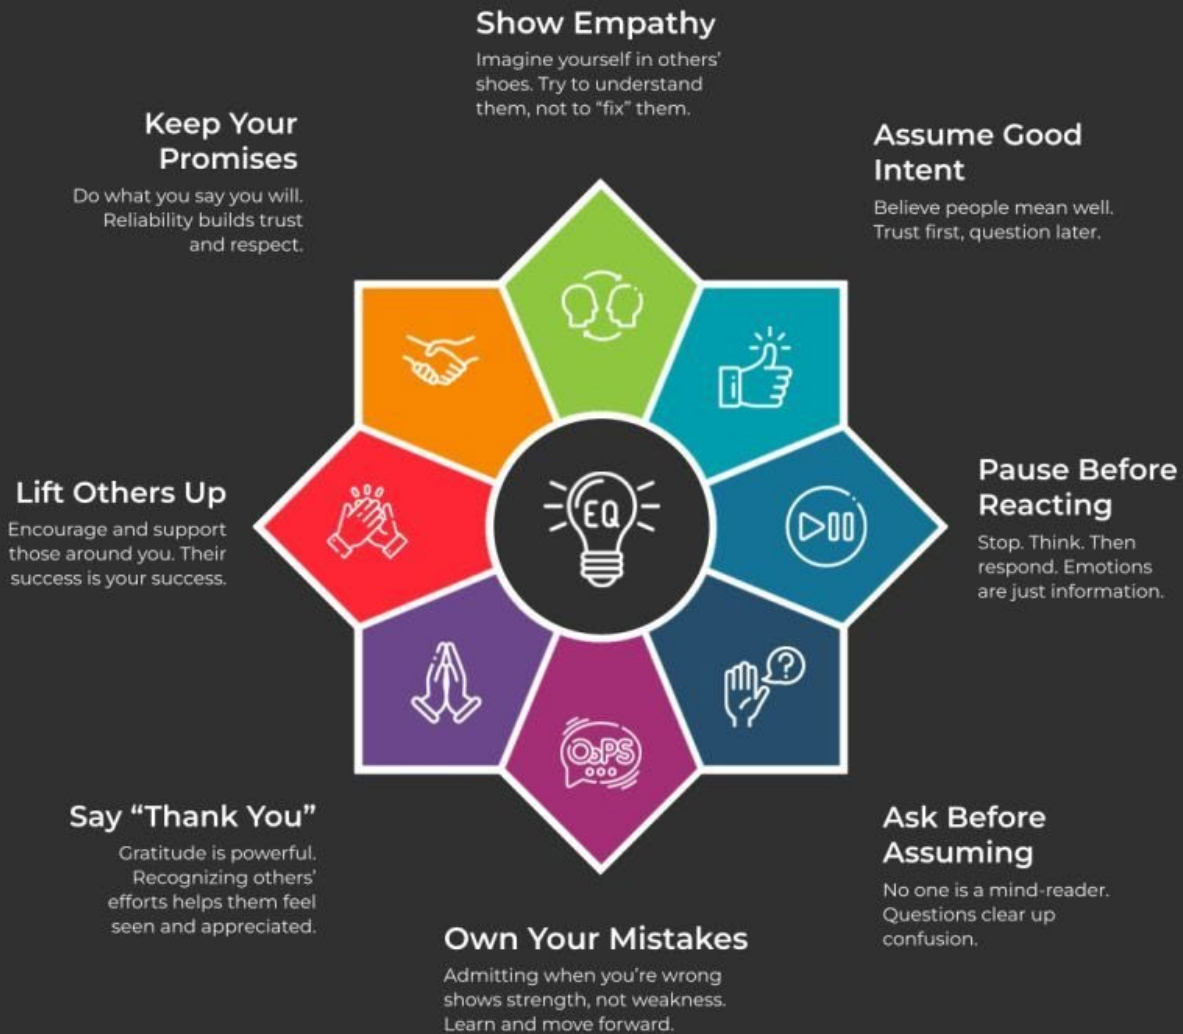 Show Empathy
Imagine yourself in others'
shoes. Try to understand
them, not to “fix” them.
Assume Good
Intent
Believe people mean well.
Trust first, question later.
Pause Before
Reacting
Stop. Think. Then
respond. Emotions
are just information.
Ask Before
Assuming
No one is a mind-reader.
Questions clear up
confusion.
Own Your Mistakes
Admitting when you're wrong
shows strength, not weakness.
Learn and move forward.
Say “Thank You”
Gratitude is powerful.
Recognizing others'
efforts helps them feel
seen and appreciated.
Lift Others Up
Encourage and support
those around you. Their
success is your success.
Keep Your
Promises
Do what you say you will.
Reliability builds trust
and respect.
EQ
?
OOPS